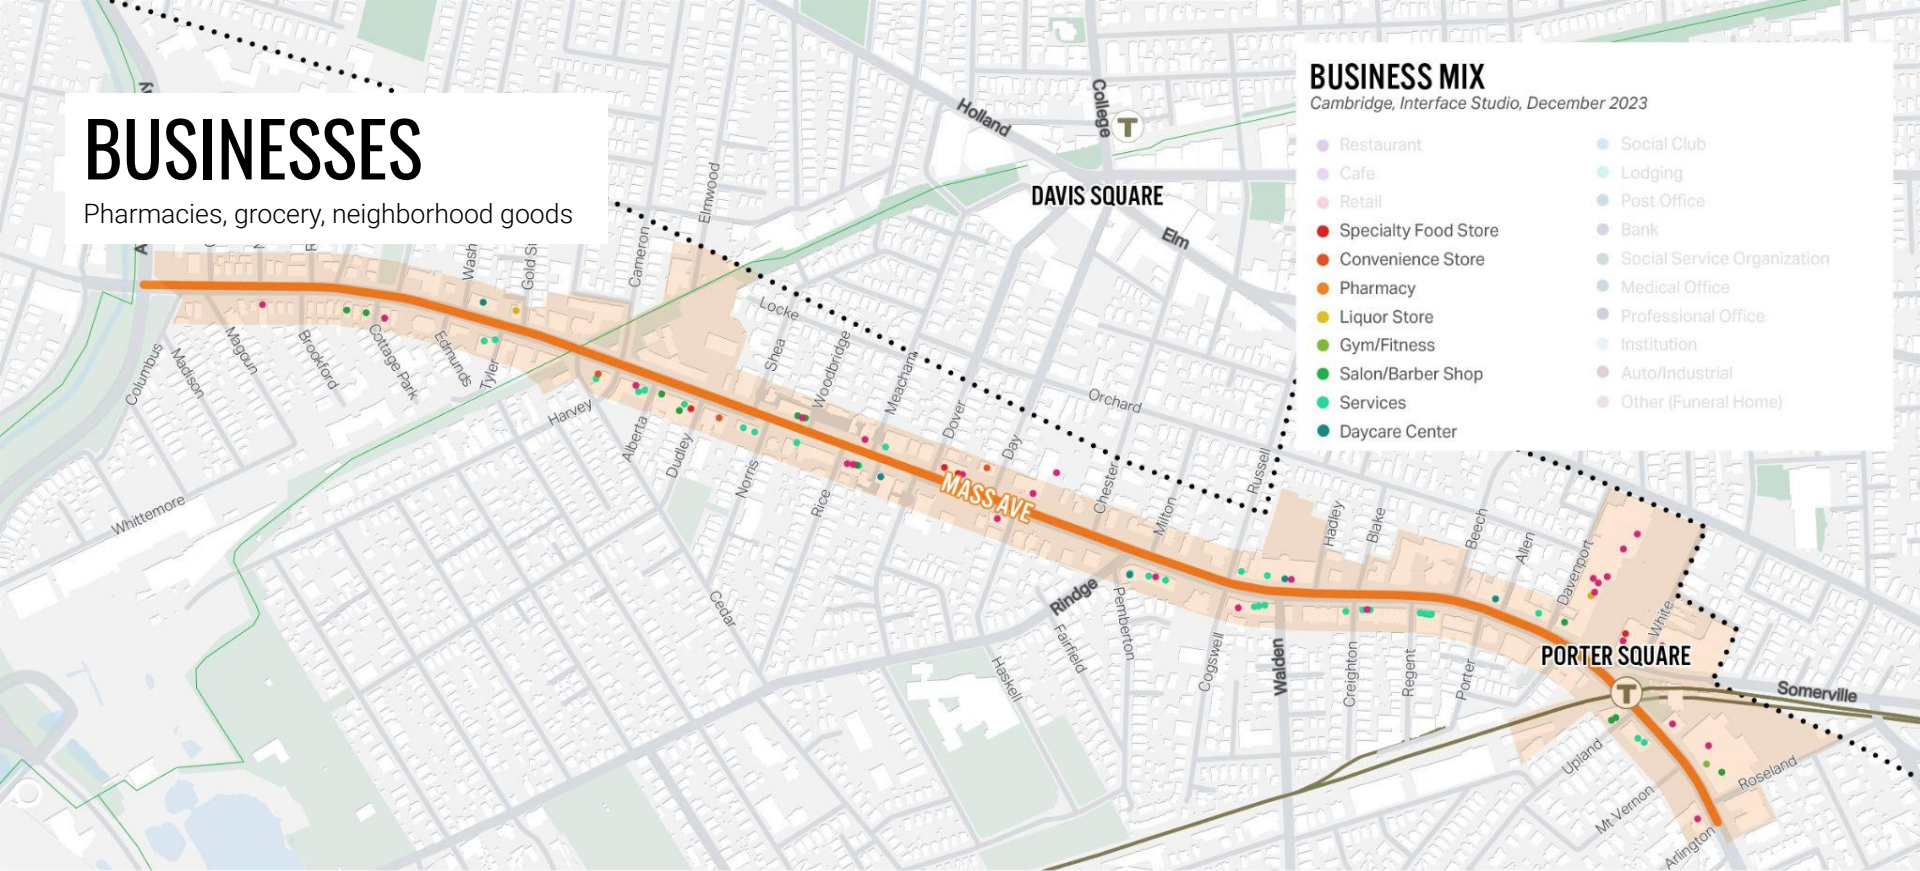 BUSINESSES
Pharmacies, grocery, neighborhood goods
BUSINESS MIX
Cambridge, Interface Studio, December 2023
Restaurant
Cafe
Retail
Specialty Food Store
Convenience Store
Pharmacy
Liquor Store
Gym/Fitness
Salon/Barber Shop
Services
Daycare Center
Social Club
Lodging
Post Office
Bank
Social Service Organization
Medical Office
Professional Office
Institution
Auto/Industrial
Other (Funeral Home)
Holland
College
T
DAVIS SQUARE
Elm
Elmwood
Cameron
Gold S
Wash
Locke
Shea
Woodbridge
Meacham
Dover
Day
Orchard
Chester
Milton
Russell
Hadley
Blake
Beech
Allen
Davenport
White
Columbus
Madison
Magoun
Brookford
Cottage Park
Edmunds
Tyler
Harvey
Alberta
Dudley
Norris
Rice
MASS AVE
Whittemore
Cedar
Rindge
Fairfield
Haskell
Pemberton
Cogswell
Walden
Creighton
Regent
Porter
PORTER SQUARE
T
Somerville
Upland
Mt Vernon
Roseland
Arlington